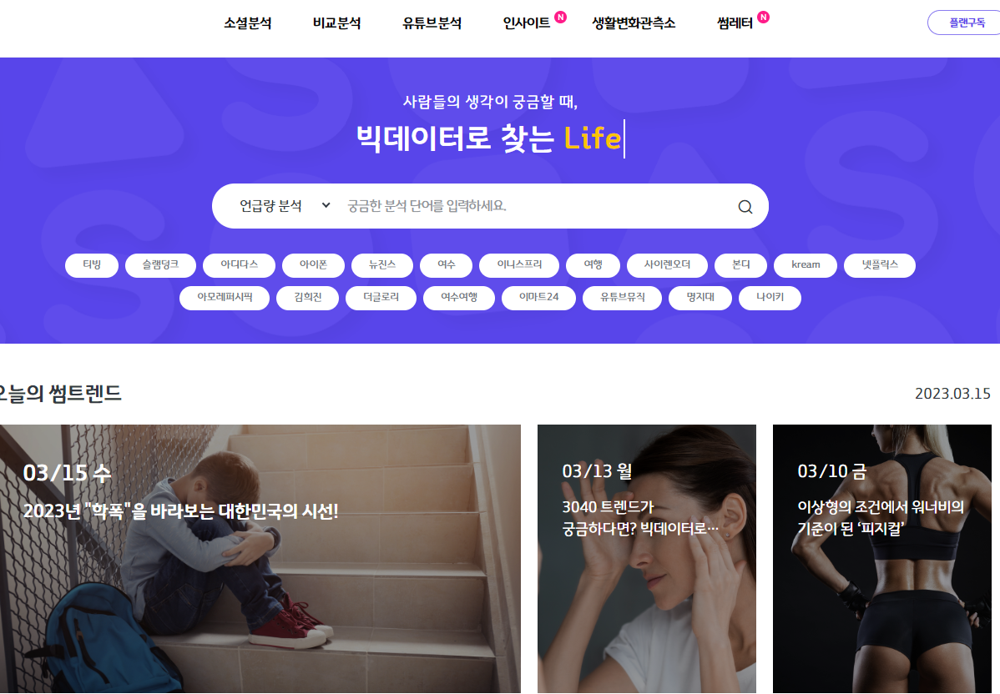 소셜분석 비교분석 유튜브분석 인사이트 N 생활변화관측소 썸레터 N 플랜구독
사람들의 생각이 궁금할 때,
빅데이터로 찾는 Life
언급량 분석 궁금한 분석 단어를 입력하세요.
티빙 슬램덩크 아디다스 아이폰 뉴진스 여수 이니스프리 여행 사이렌오더 본디 kream 넷플릭스
아모레퍼시픽 김희진 더글로리 여수여행 이마트24 유튜브뮤직 명지대 나이키
오늘의 썸트렌드 2023.03.15
03/15 수
2023년 "학폭"을 바라보는 대한민국의 시선!
03/13 월
3040 트렌드가
궁금하다면? 빅데이터로…
03/10 금
이상형의 조건에서 워너비의
기준이 된 ‘피지컬’